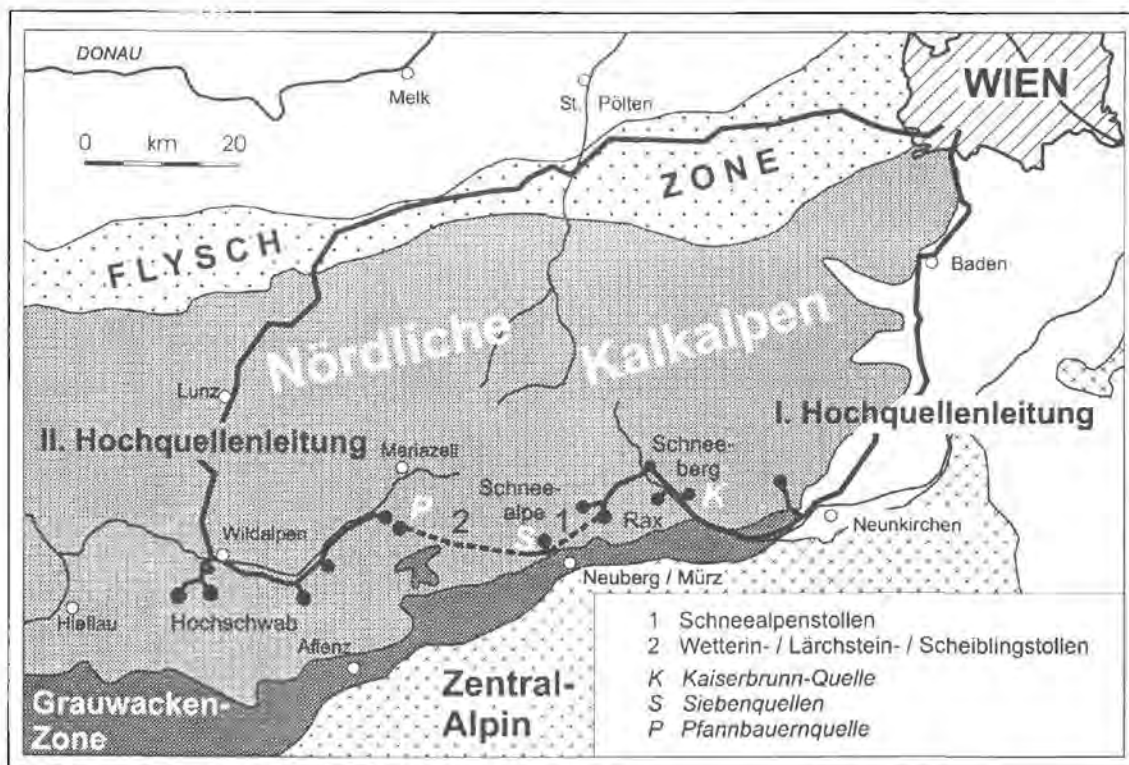 DONAU
Melk
St. Pölten
WIEN
0 km 20
FLYSCH
ZONE
Baden
Nördliche
Kalkalpen
Lunz
I. Hochquellenleitung
II. Hochquellenleitung
Mariazell
Schnee-
berg
K
Schnee-
alpe
1
P
2
S
Rax
Neunkirchen
Wildalpen
Neuberg / Mürz
Hieflau
Hochschwab
Aflenz
Zentral-
Alpin
Grauwacken-
Zone
1 Schneealpenstollen
2 Wetterin- / Lärchstein- / Scheiblingstollen
K Kaiserbrunn-Quelle
S Siebenquellen
P Pfannbauernquelle